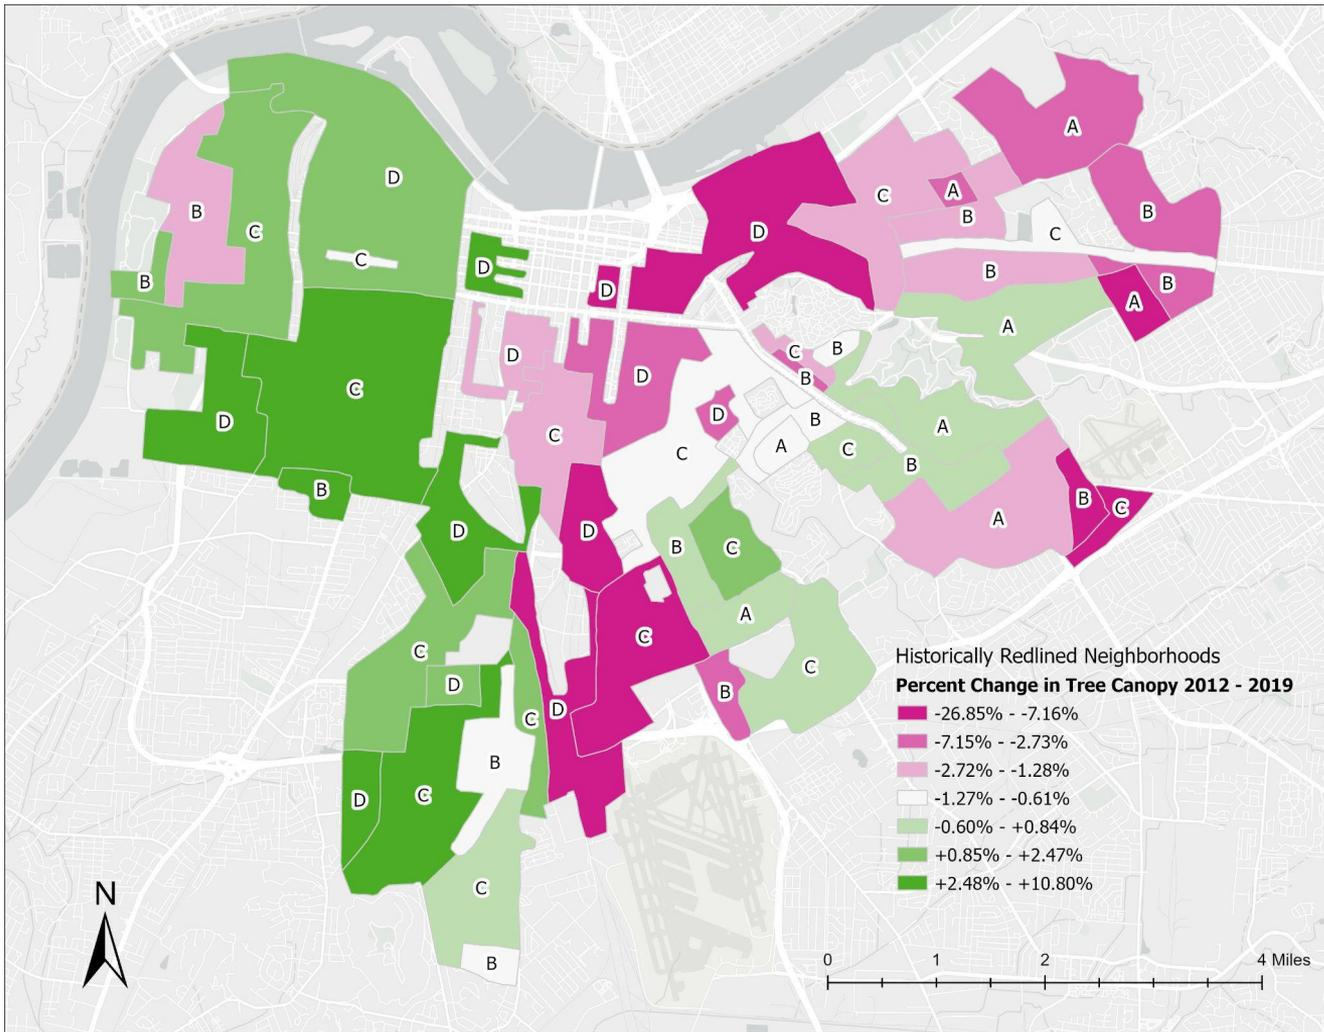 A
D
C
A
B
B
B
C
D
C
C
D
B
B
B
D
A
A
D
B
C
D
C
B
D
C
D
B
A
D
B
C
C
A
C
A
C
B
B
B
C
A
D
D
B
C
A
C
C
C
D
B
C
D
B
D
C
C
B
Historically Redlined Neighborhoods
Percent Change in Tree Canopy 2012 - 2019
-26.85% - -7.16%
-7.15% - -2.73%
-2.72% - -1.28%
-1.27% - -0.61%
-0.60% - +0.84%
+0.85% - +2.47%
+2.48% - +10.80%
N
0 1 2 4 Miles